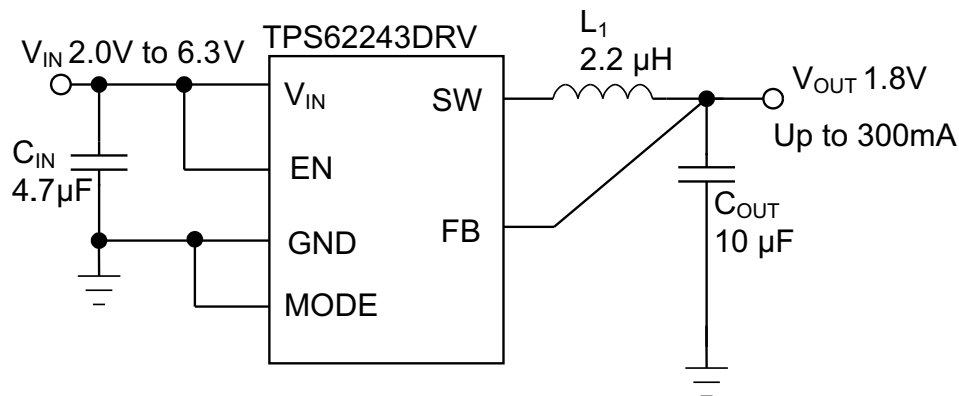 TPS62243DRV
V_IN 2.0V to 6.3V
V_IN
EN
GND
MODE
SW
FB
C_IN
4.7µF
L_1
2.2 µH
V_OUT 1.8V
Up to 300mA
C_OUT
10 µF